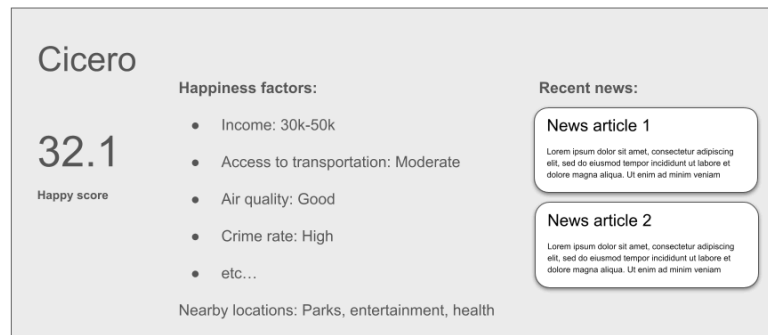 Cicero
32.1
Happy score
Happiness factors:
● Income: 30k-50k
● Access to transportation: Moderate
● Air quality: Good
● Crime rate: High
● etc…
Nearby locations: Parks, entertainment, health
Recent news:
News article 1
Lorem ipsum dolor sit amet, consectetur adipiscing
elit, sed do eiusmod tempor incididunt ut labore et
dolore magna aliqua. Ut enim ad minim veniam
News article 2
Lorem ipsum dolor sit amet, consectetur adipiscing
elit, sed do eiusmod tempor incididunt ut labore et
dolore magna aliqua. Ut enim ad minim veniam